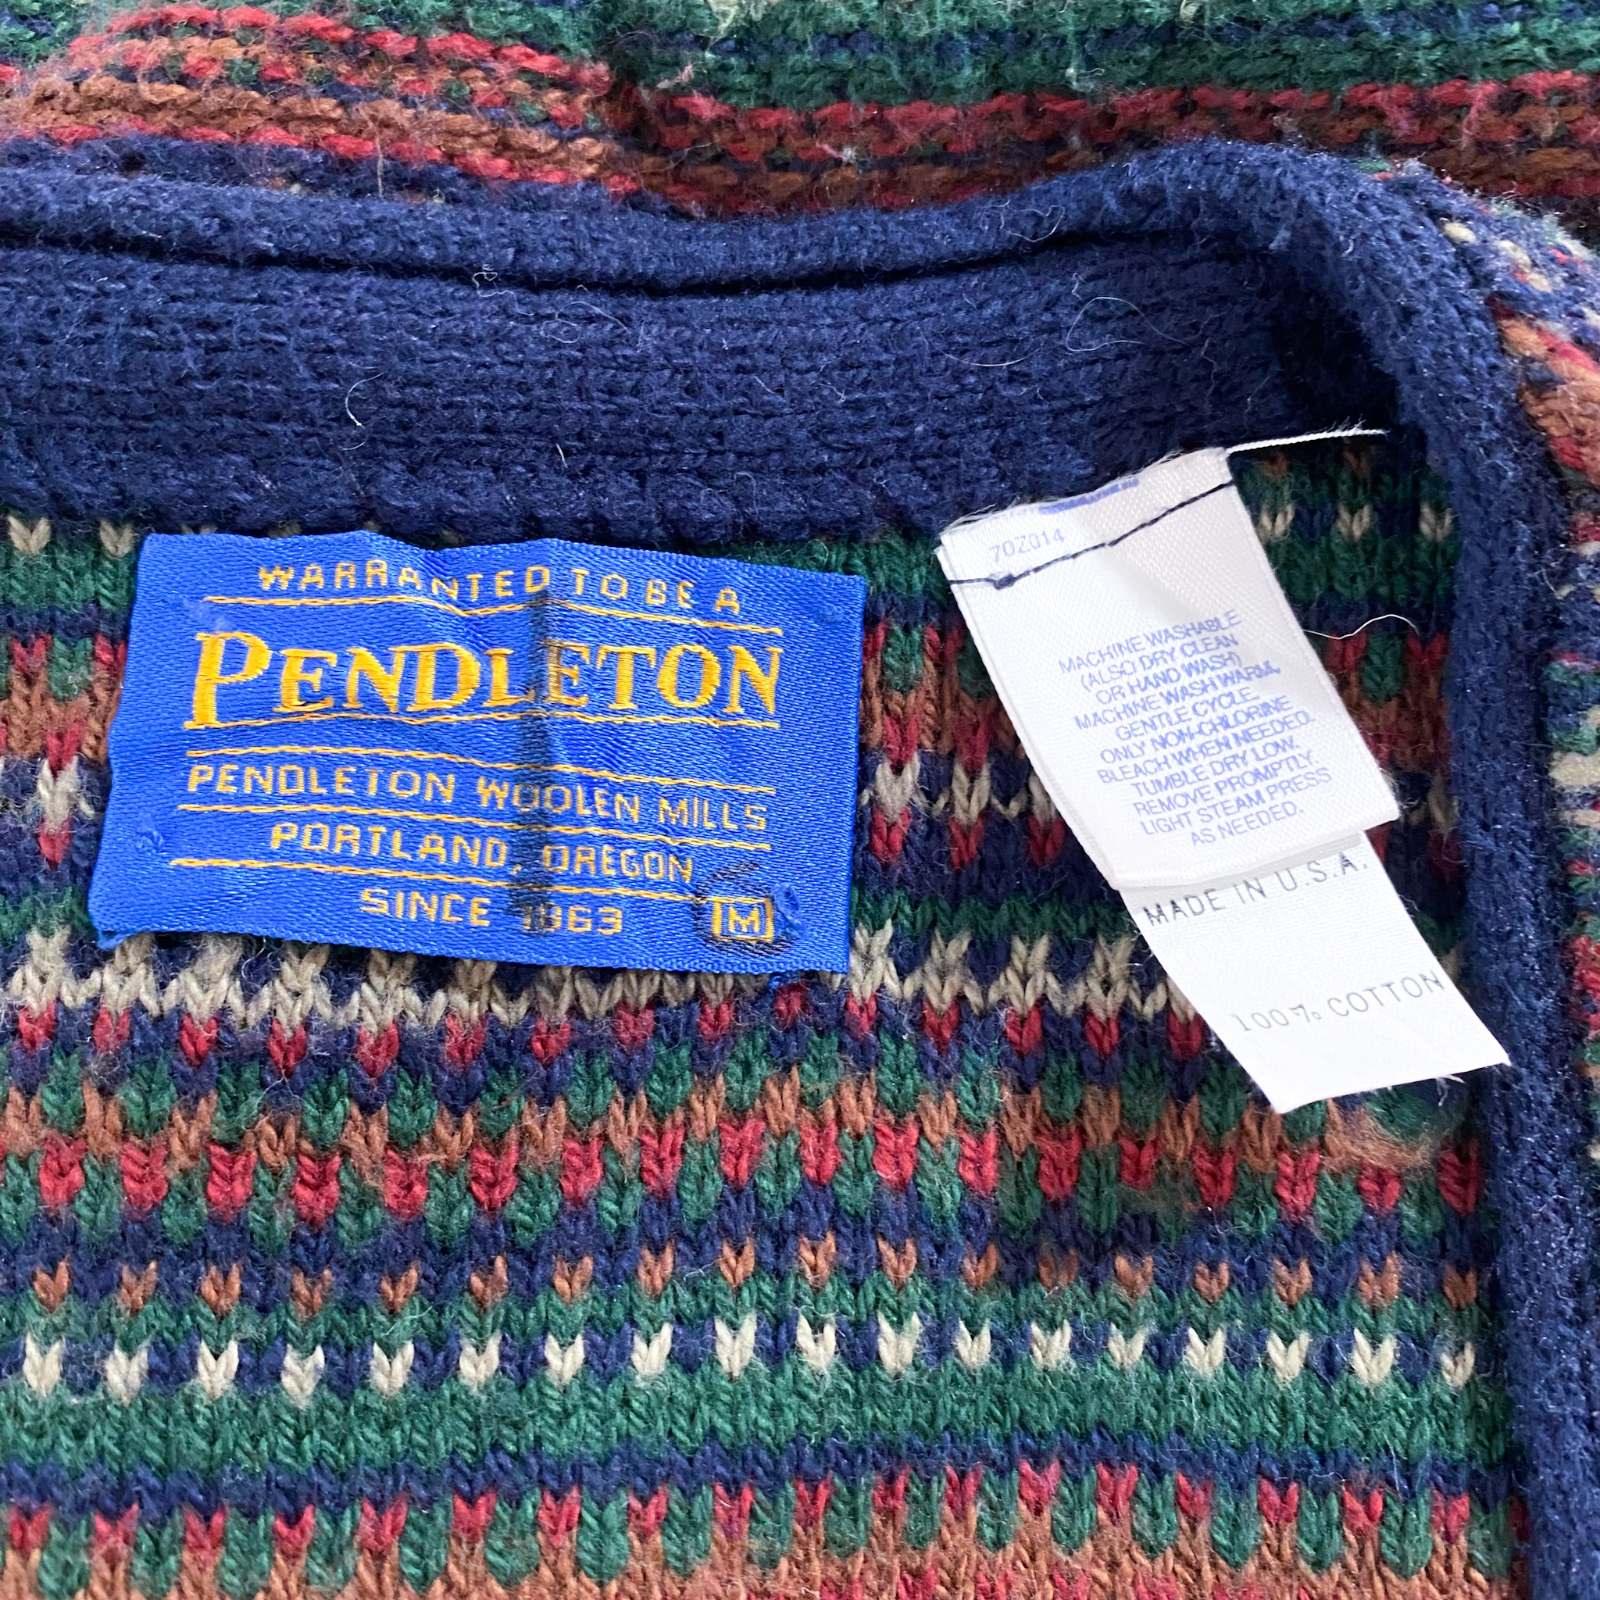 WARRANTED TO BE A
PENDLETON
PENDLETON WOOLEN MILLS
PORTLAND, OREGON
SINCE 1863
M
70Z014
MACHINE WASHABLE
(ALSO) DRY CLEAN
OR HAND WASH)
MACHINE WASH WARM,
GENTLE CYCLE.
ONLY NON-CHLORINE
BLEACH WHEN NEEDED.
TUMBLE DRY LOW.
REMOVE PROMPTLY.
LIGHT STEAM PRESS
AS NEEDED.
MADE IN U.S.A.
100% COTTON